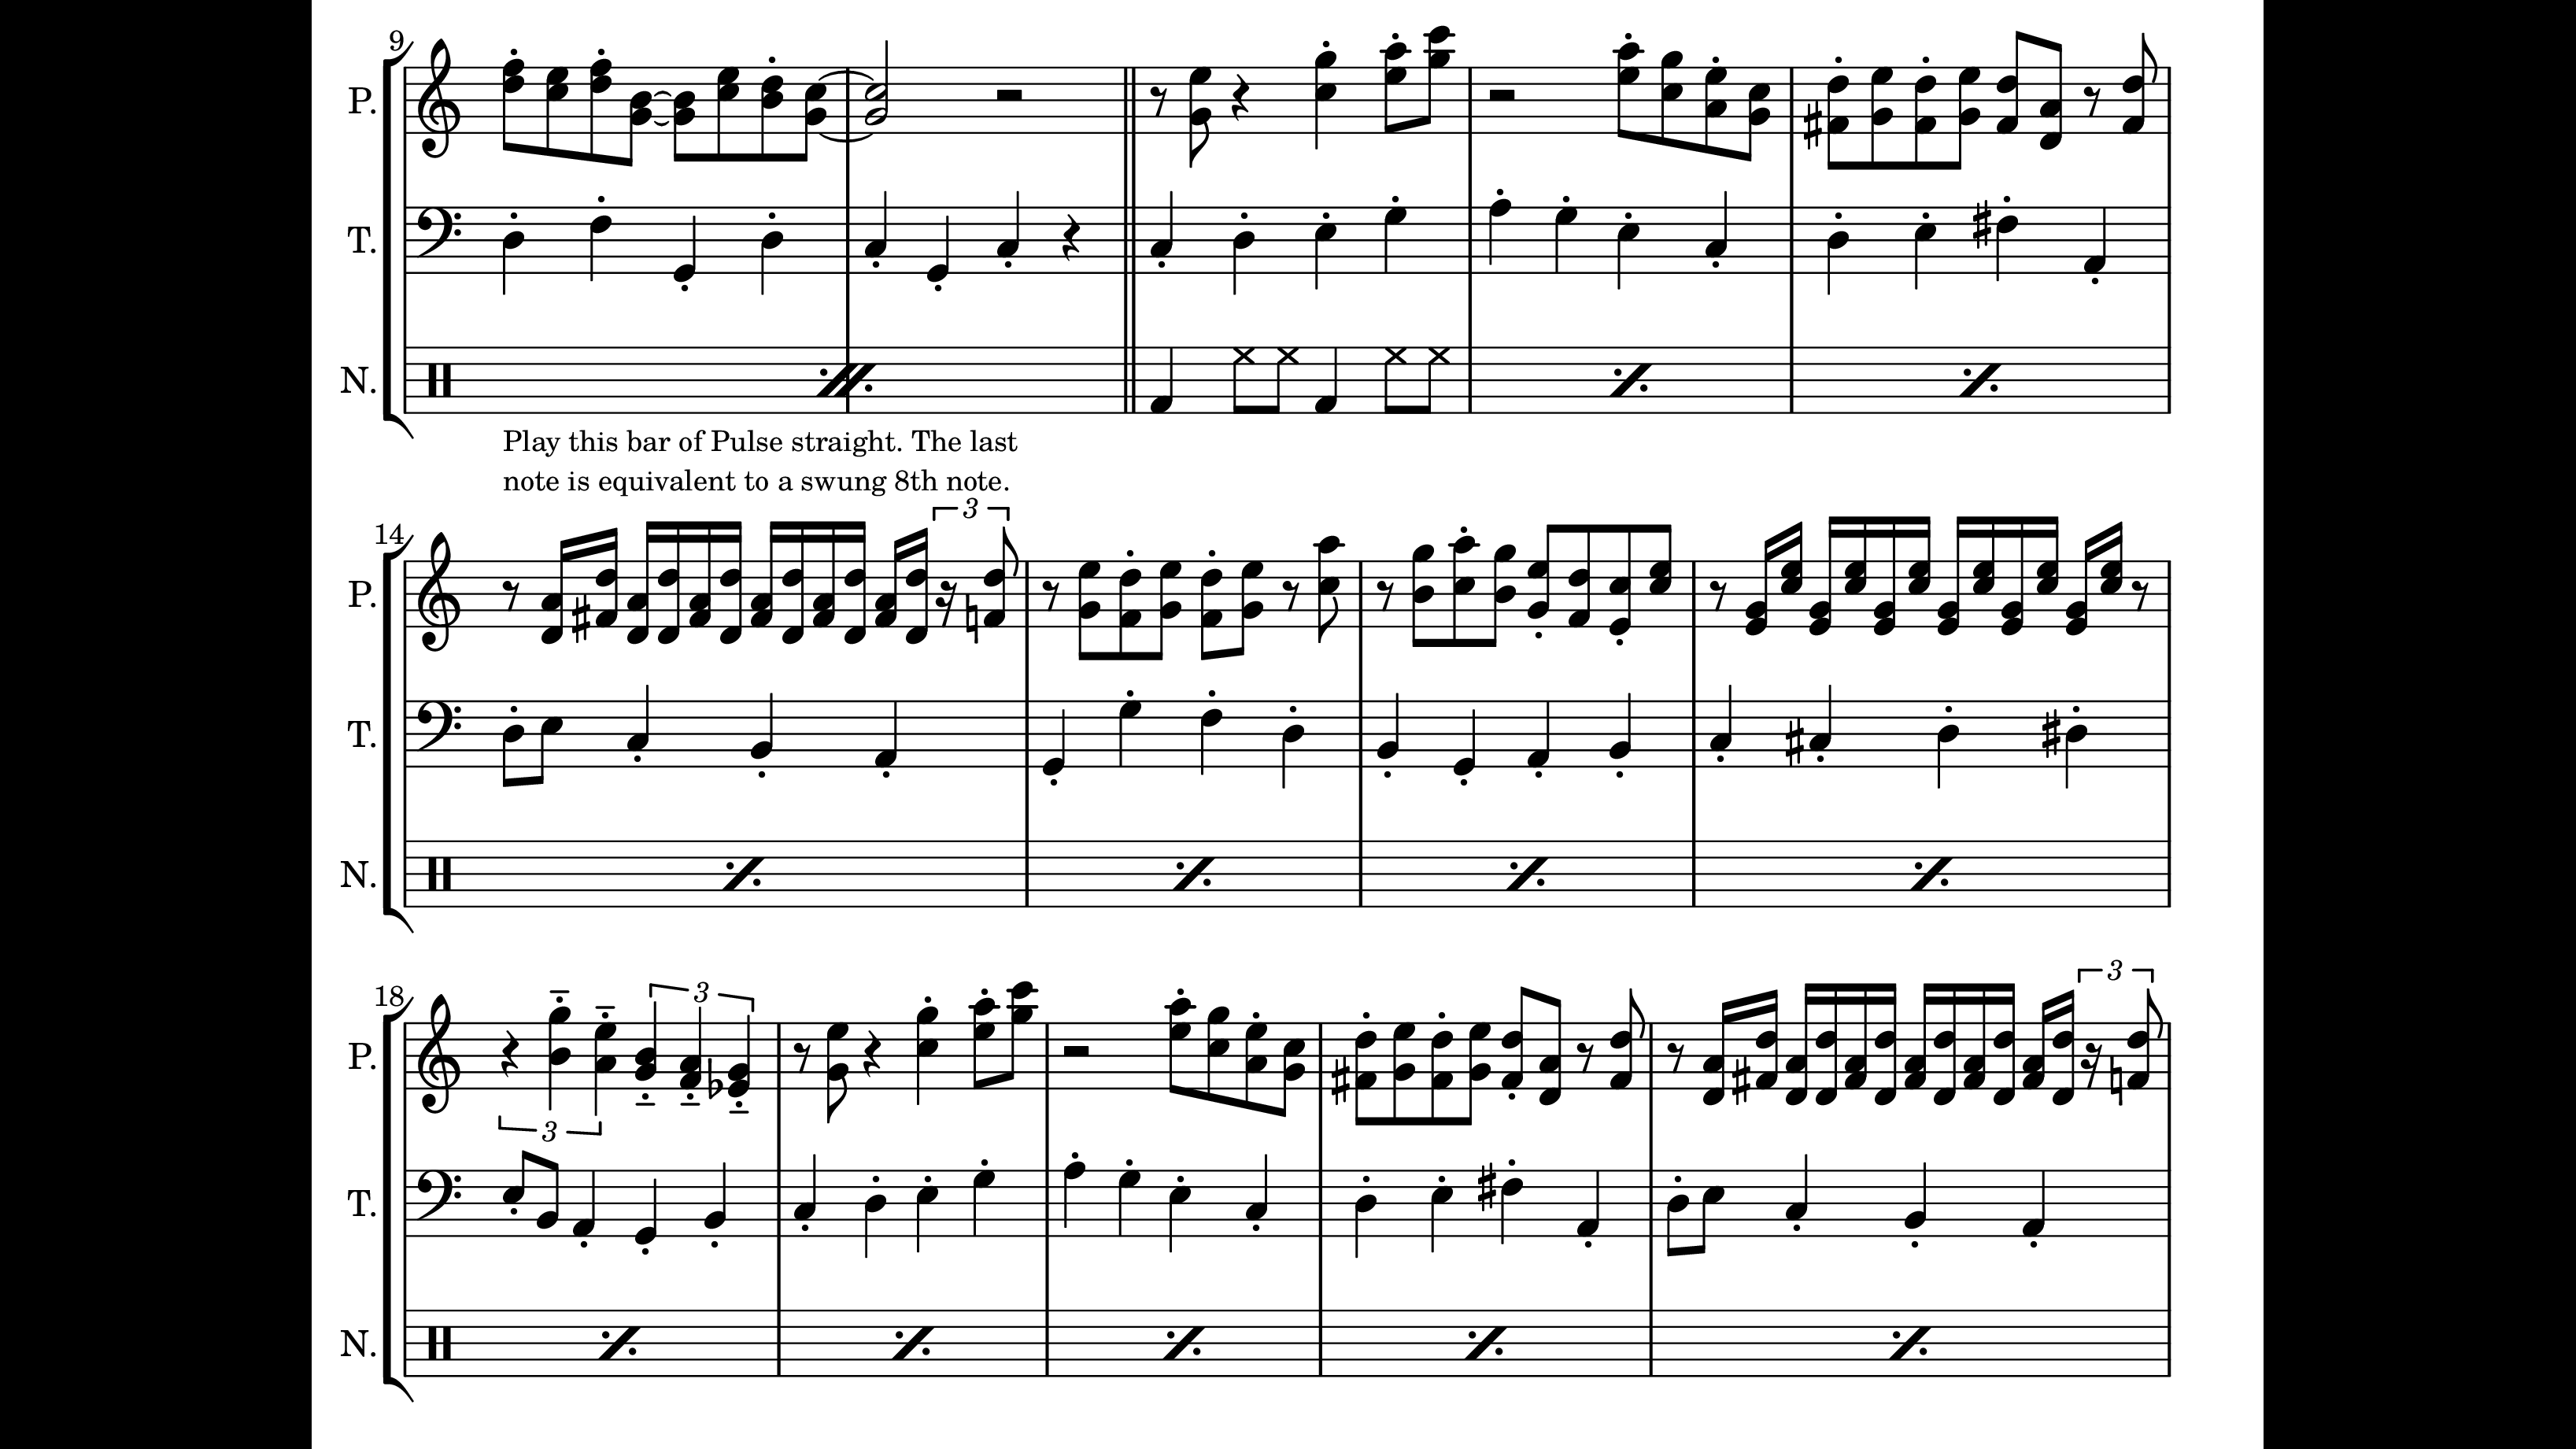 9
P.
T.
N.
Play this bar of Pulse straight. The last
note is equivalent to a swung 8th note.
3
14
P.
T.
N.
18
3
3
3
P.
T.
N.